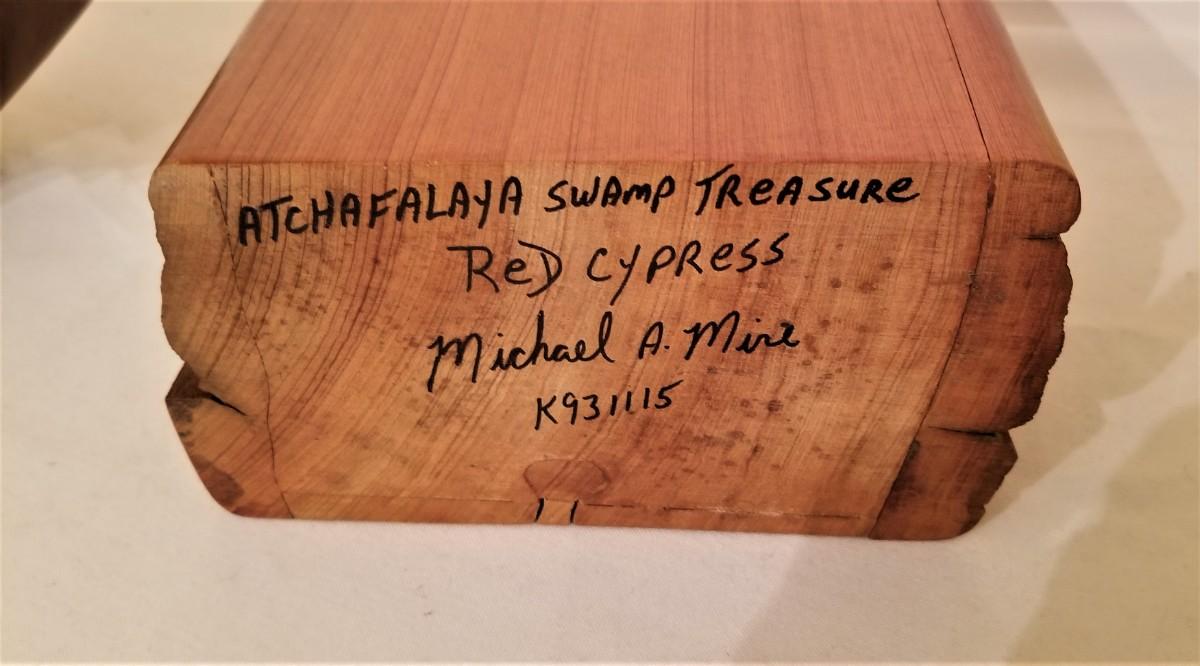 ATCHAFALAYA SWAMP TREASURE
RED CYPRESS
Michael A. Mire
K931115